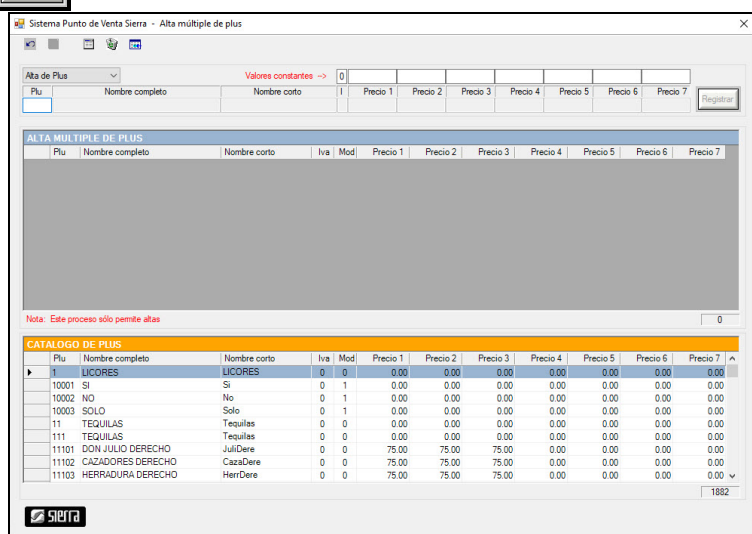 Sistema Punto de Venta Sierra - Alta múltiple de plus
Alta de Plus Valores constantes --> 0
Plu Nombre completo Nombre corto I Precio 1 Precio 2 Precio 3 Precio 4 Precio 5 Precio 6 Precio 7
Registrar
ALTA MULTIPLE DE PLUS
Plu Nombre completo Nombre corto Iva Mod Precio 1 Precio 2 Precio 3 Precio 4 Precio 5 Precio 6 Precio 7
Nota: Este proceso sólo permite altas 0
CATALOGO DE PLUS
Plu Nombre completo Nombre corto Iva Mod Precio 1 Precio 2 Precio 3 Precio 4 Precio 5 Precio 6 Precio 7
1 LICORES LICORES 0 0 0.00 0.00 0.00 0.00 0.00 0.00 0.00
10001 SI Si 0 1 0.00 0.00 0.00 0.00 0.00 0.00 0.00
10002 NO No 0 1 0.00 0.00 0.00 0.00 0.00 0.00 0.00
10003 SOLO Solo 0 1 0.00 0.00 0.00 0.00 0.00 0.00 0.00
11 TEQUILAS Tequilas 0 0 0.00 0.00 0.00 0.00 0.00 0.00 0.00
111 TEQUILAS Tequilas 0 0 0.00 0.00 0.00 0.00 0.00 0.00 0.00
11101 DON JULIO DERECHO JuliDere 0 0 75.00 75.00 75.00 0.00 0.00 0.00 0.00
11102 CAZADORES DERECHO CazaDere 0 0 75.00 75.00 75.00 0.00 0.00 0.00 0.00
11103 HERRADURA DERECHO HerrDere 0 0 75.00 75.00 75.00 0.00 0.00 0.00 0.00
1882
sierra